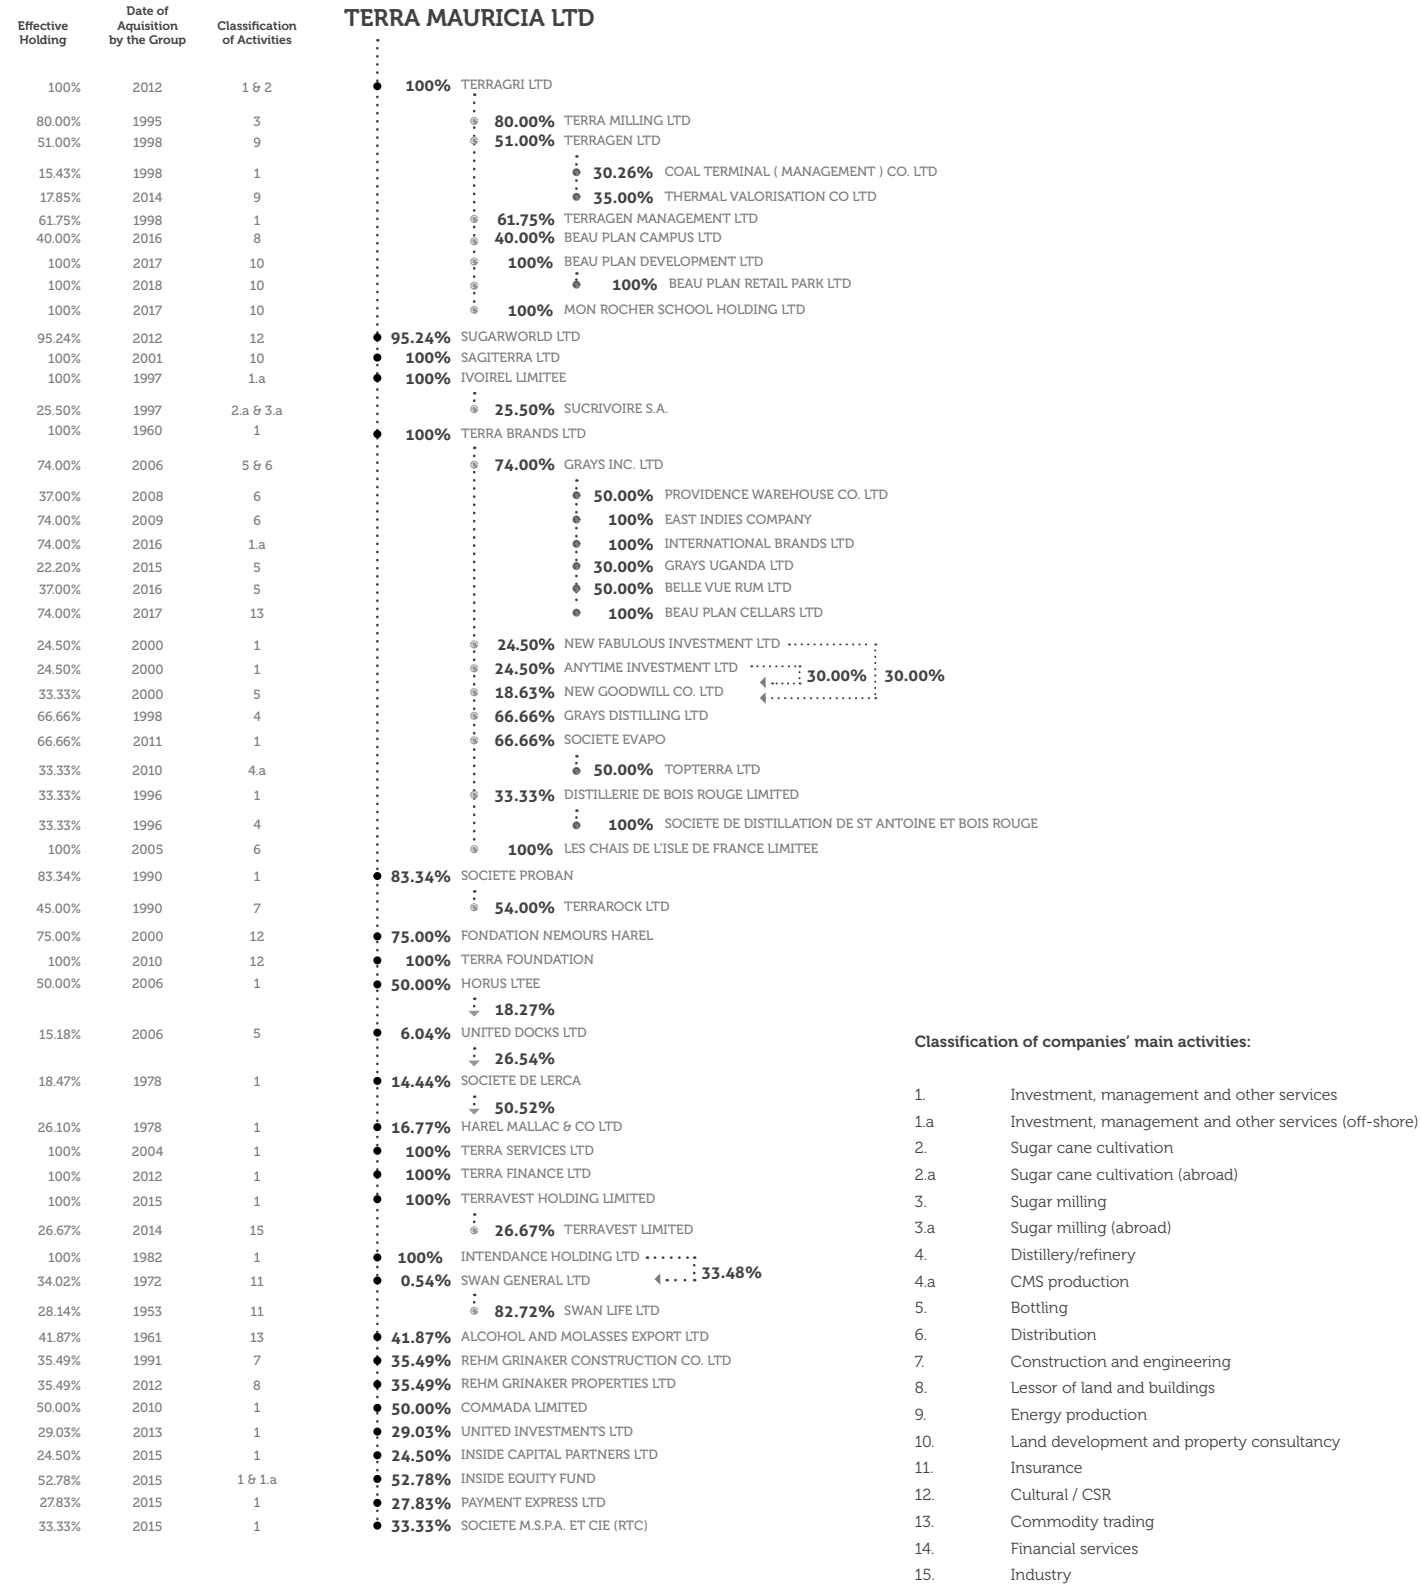 Effective Holding
Date of Aquisition by the Group
Classification of Activities
TERRA MAURICIA LTD
100% 2012 1 & 2 100% TERRAGRI LTD
80.00% 1995 3 80.00% TERRA MILLING LTD
51.00% 1998 9 51.00% TERRAGEN LTD
15.43% 1998 1 30.26% COAL TERMINAL ( MANAGEMENT ) CO. LTD
17.85% 2014 9 35.00% THERMAL VALORISATION CO LTD
61.75% 1998 1 61.75% TERRAGEN MANAGEMENT LTD
40.00% 2016 8 40.00% BEAU PLAN CAMPUS LTD
100% 2017 10 100% BEAU PLAN DEVELOPMENT LTD
100% 2018 10 100% BEAU PLAN RETAIL PARK LTD
100% 2017 10 100% MON ROCHER SCHOOL HOLDING LTD
95.24% 2012 12 95.24% SUGARWORLD LTD
100% 2001 10 100% SAGITERRA LTD
100% 1997 1.a 100% IVOIREL LIMITEE
25.50% 1997 2.a & 3.a 25.50% SUCRIVOIRE S.A.
100% 1960 1 100% TERRA BRANDS LTD
74.00% 2006 5 & 6 74.00% GRAYS INC. LTD
37.00% 2008 6 50.00% PROVIDENCE WAREHOUSE CO. LTD
74.00% 2009 6 100% EAST INDIES COMPANY
74.00% 2016 1.a 100% INTERNATIONAL BRANDS LTD
22.20% 2015 5 30.00% GRAYS UGANDA LTD
37.00% 2016 5 50.00% BELLE VUE RUM LTD
74.00% 2017 13 100% BEAU PLAN CELLARS LTD
24.50% 2000 1 24.50% NEW FABULOUS INVESTMENT LTD
24.50% 2000 1 24.50% ANYTIME INVESTMENT LTD
30.00% 30.00%
33.33% 2000 5 18.63% NEW GOODWILL CO. LTD
66.66% 1998 4 66.66% GRAYS DISTILLING LTD
66.66% 2011 1 66.66% SOCIETE EVAPO
33.33% 2010 4.a 50.00% TOPTERRA LTD
33.33% 1996 1 33.33% DISTILLERIE DE BOIS ROUGE LIMITED
33.33% 1996 4 100% SOCIETE DE DISTILLATION DE ST ANTOINE ET BOIS ROUGE
100% 2005 6 100% LES CHAIS DE L'ISLE DE FRANCE LIMITEE
83.34% 1990 1 83.34% SOCIETE PROBAN
45.00% 1990 7 54.00% TERRAROCK LTD
75.00% 2000 12 75.00% FONDATION NEMOURS HAREL
100% 2010 12 100% TERRA FOUNDATION
50.00% 2006 1 50.00% HORUS LTEE
18.27%
15.18% 2006 5 6.04% UNITED DOCKS LTD
26.54%
18.47% 1978 1 14.44% SOCIETE DE LERCA
50.52%
26.10% 1978 1 16.77% HAREL MALLAC & CO LTD
100% 2004 1 100% TERRA SERVICES LTD
100% 2012 1 100% TERRA FINANCE LTD
100% 2015 1 100% TERRAVEST HOLDING LIMITED
26.67% 2014 15 26.67% TERRAVEST LIMITED
100% 1982 1 100% INTENDANCE HOLDING LTD
33.48%
34.02% 1972 11 0.54% SWAN GENERAL LTD
28.14% 1953 11 82.72% SWAN LIFE LTD
41.87% 1961 13 41.87% ALCOHOL AND MOLASSES EXPORT LTD
35.49% 1991 7 35.49% REHM GRINAKER CONSTRUCTION CO. LTD
35.49% 2012 8 35.49% REHM GRINAKER PROPERTIES LTD
50.00% 2010 1 50.00% COMMADA LIMITED
29.03% 2013 1 29.03% UNITED INVESTMENTS LTD
24.50% 2015 1 24.50% INSIDE CAPITAL PARTNERS LTD
52.78% 2015 1 & 1.a 52.78% INSIDE EQUITY FUND
27.83% 2015 1 27.83% PAYMENT EXPRESS LTD
33.33% 2015 1 33.33% SOCIETE M.S.P.A. ET CIE (RTC)
Classification of companies' main activities:
1. Investment, management and other services
1.a Investment, management and other services (off-shore)
2. Sugar cane cultivation
2.a Sugar cane cultivation (abroad)
3. Sugar milling
3.a Sugar milling (abroad)
4. Distillery/refinery
4.a CMS production
5. Bottling
6. Distribution
7. Construction and engineering
8. Lessor of land and buildings
9. Energy production
10. Land development and property consultancy
11. Insurance
12. Cultural / CSR
13. Commodity trading
14. Financial services
15. Industry